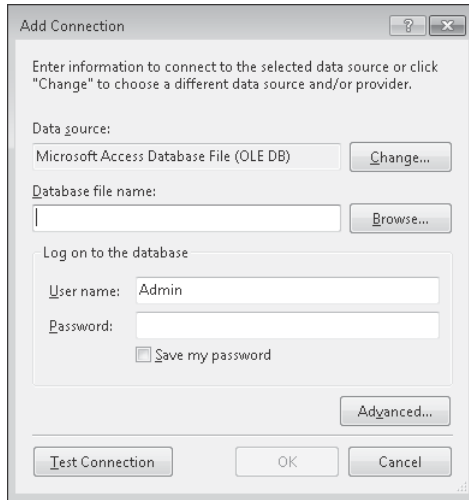 Add Connection
?
Enter information to connect to the selected data source or click
"Change" to choose a different data source and/or provider.
Data source:
Microsoft Access Database File (OLE DB)
Change...
Database file name:
Browse...
Log on to the database
User name:
Admin
Password:
Save my password
Advanced...
Test Connection
OK
Cancel